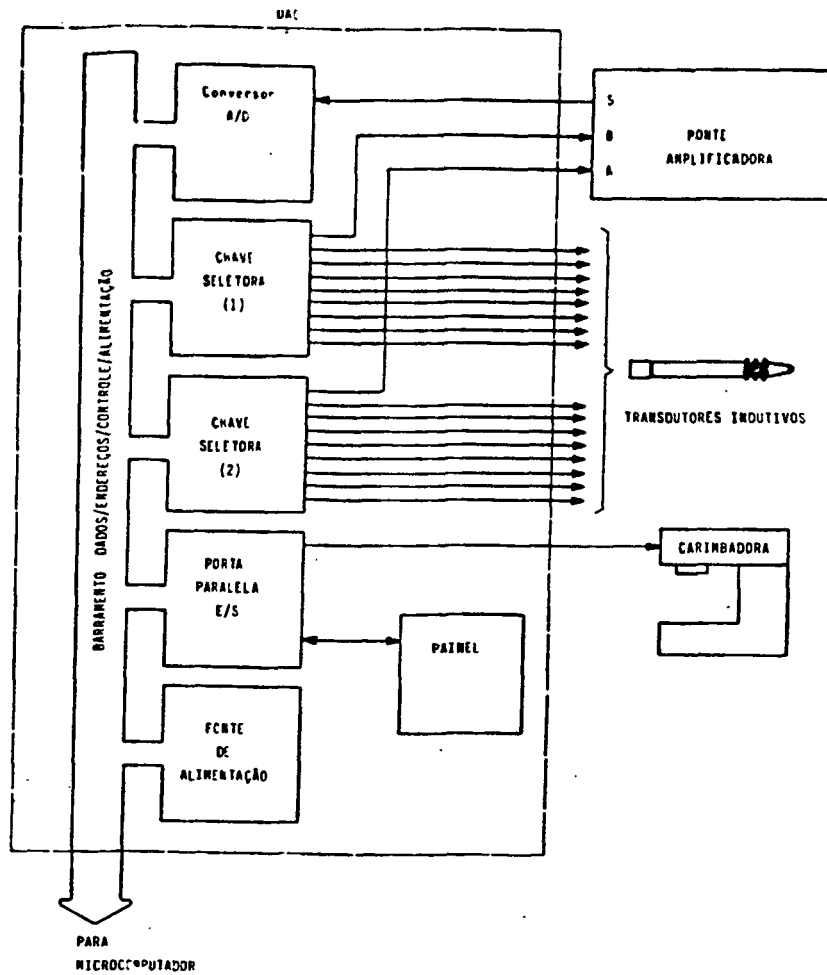 UAC
Conversor
A/D
S
B
A
PONTE
AMPLIFICADORA
CHAVE
SELETORA
(1)
CHAVE
SELETORA
(2)
TRANSDUTORES INDUTIVOS
BARRAMENTO DADOS/ENDEREÇOS/CONTROLE/ALIMENTAÇÃO
PORTA
PARALELA
E/S
CARIMBADORA
PAINEL
FONTE
DE
ALIMENTAÇÃO
PARA
MICROCOMPUTADOR